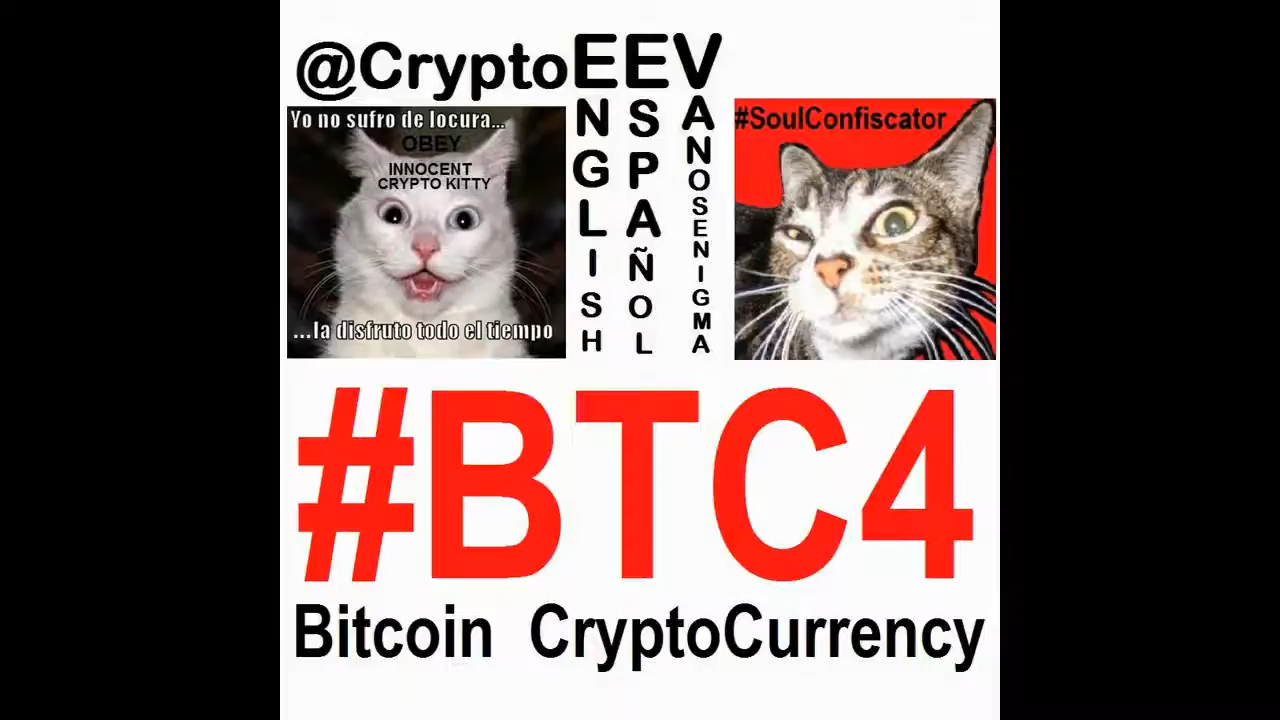 @CryptoEEV
ENGLISH
ESPAÑOL
VANOSENIGMA
Yo no sufro de locura...
OBEY
INNOCENT
CRYPTO KITTY
...la disfruto todo el tiempo
#SoulConfiscator
#BTC4
Bitcoin CryptoCurrency